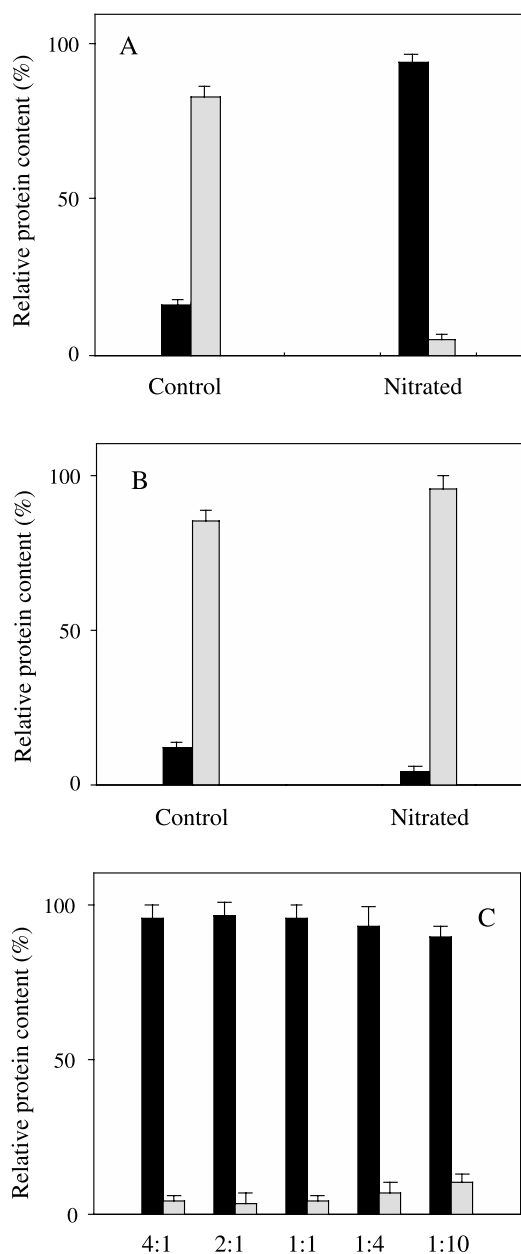 A
Relative protein content (%)
100
50
0
Control Nitrated
B
Relative protein content (%)
100
50
0
Control Nitrated
C
Relative protein content (%)
100
50
0
4:1 2:1 1:1 1:4 1:10